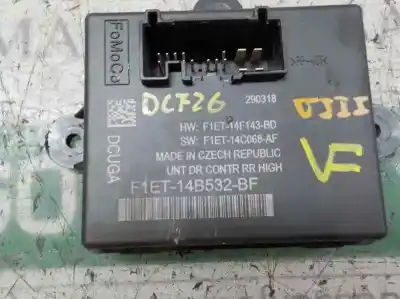 FoMoCo
DCUGA
DCF26
290318
HW: F1ET-14F143-BD
SW: F1ET-14C068-AF
MADE IN CZECH REPUBLIC
UNT DR CONTR RR HIGH
F1ET-14B532-BF
VF